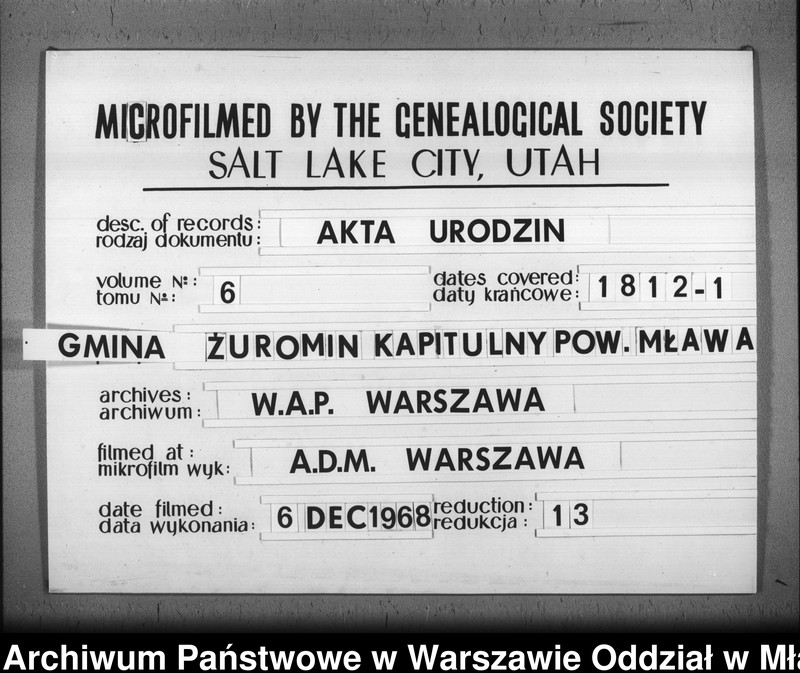 MICROFILMED BY THE GENEALOGICAL SOCIETY
SALT LAKE CITY, UTAH
desc. of records: AKTA URODZIN
rodzaj dokumentu:
volume №: 6 dates covered: 1812-1
tomu №: daty krańcowe:
GMINA ŻUROMIN KAPITULNY POW. MŁAWA
archives: W.A.P. WARSZAWA
archiwum:
filmed at: A.D.M. WARSZAWA
mikrofilm wyk:
date filmed: 6 DEC 1968 reduction: 13
data wykonania: redukcja:
Archiwum Państwowe w Warszawie Oddział w Mła